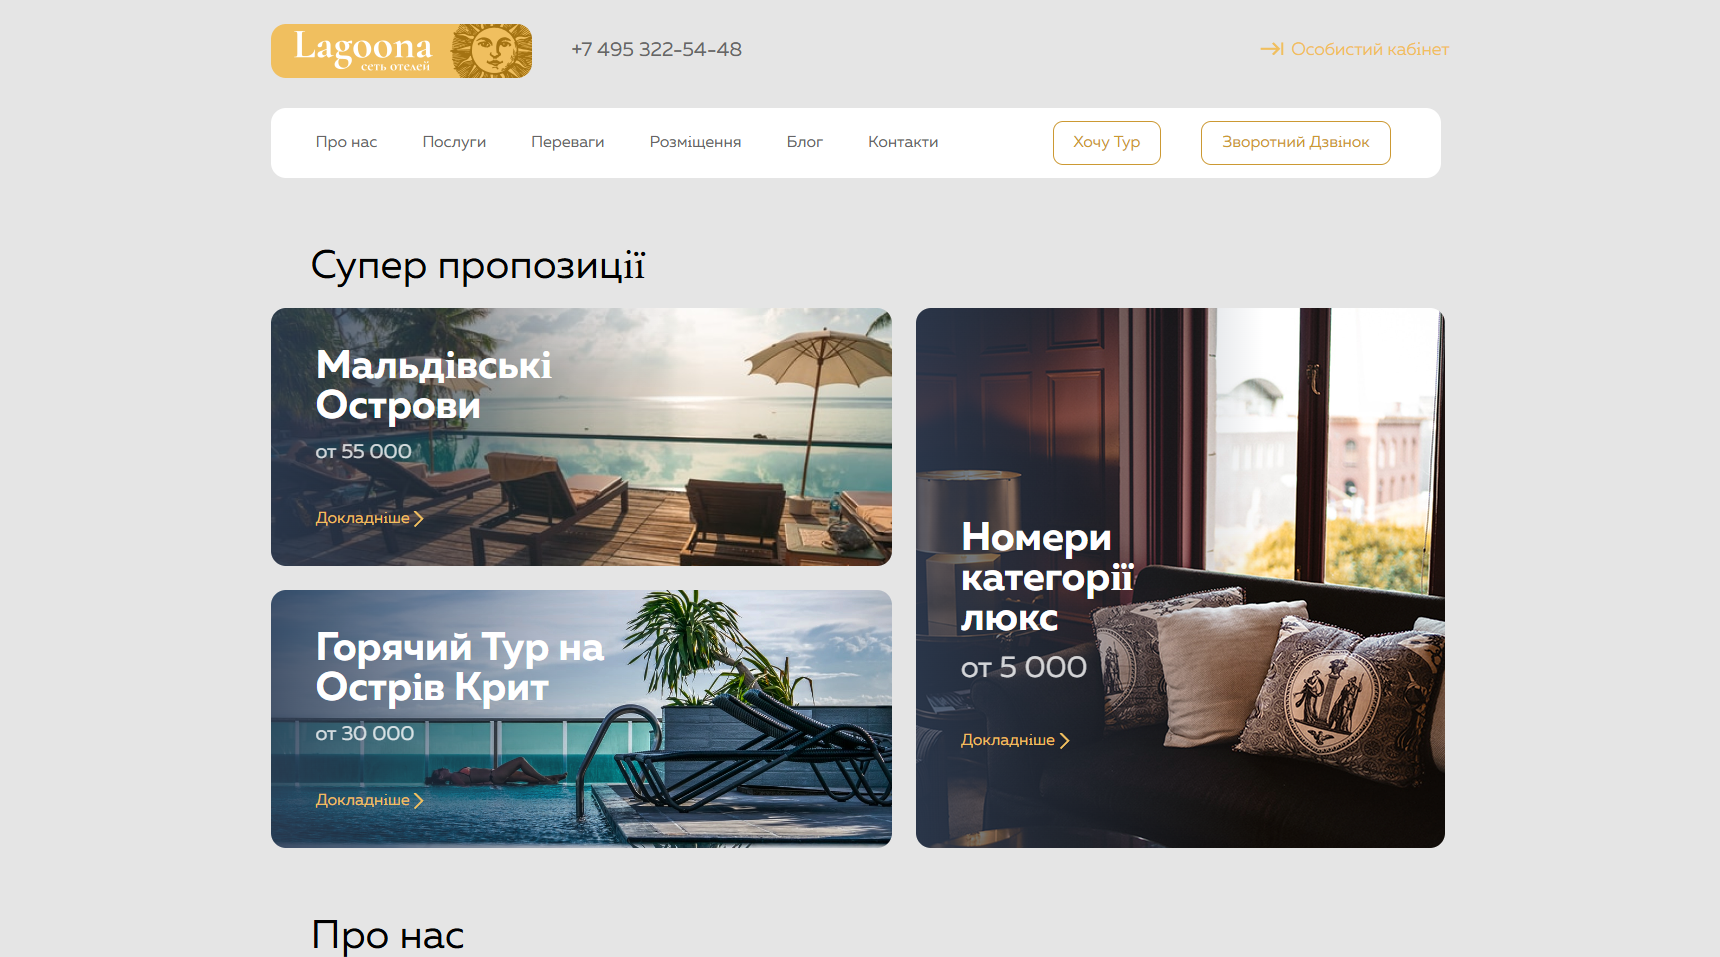 Lagoona
сеть отелей
+7 495 322-54-48
Особистий кабінет
Про нас
Послуги
Переваги
Розміщення
Блог
Контакти
Хочу Тур
Зворотний Дзвінок
Супер пропозиції
Мальдівські
Острови
от 55 000
Докладніше
Горячий Тур на
Острів Крит
от 30 000
Докладніше
Номери
категорії
люкс
от 5 000
Докладніше
Про нас